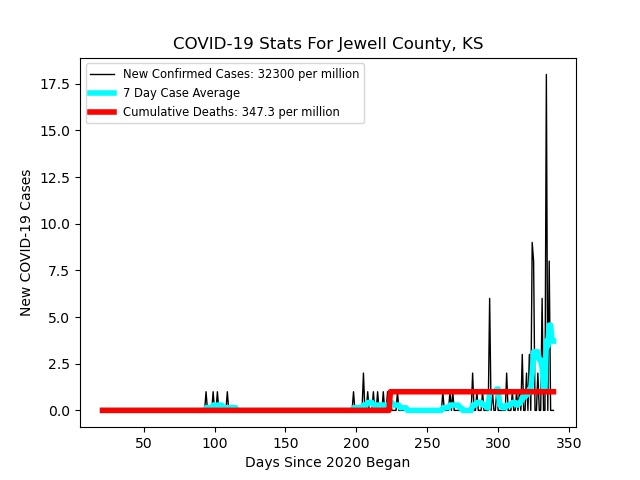 COVID-19 Stats For Jewell County, KS
New Confirmed Cases: 32300 per million
7 Day Case Average
Cumulative Deaths: 347.3 per million
New COVID-19 Cases
17.5
15.0
12.5
10.0
7.5
5.0
2.5
0.0
50 100 150 200 250 300 350
Days Since 2020 Began